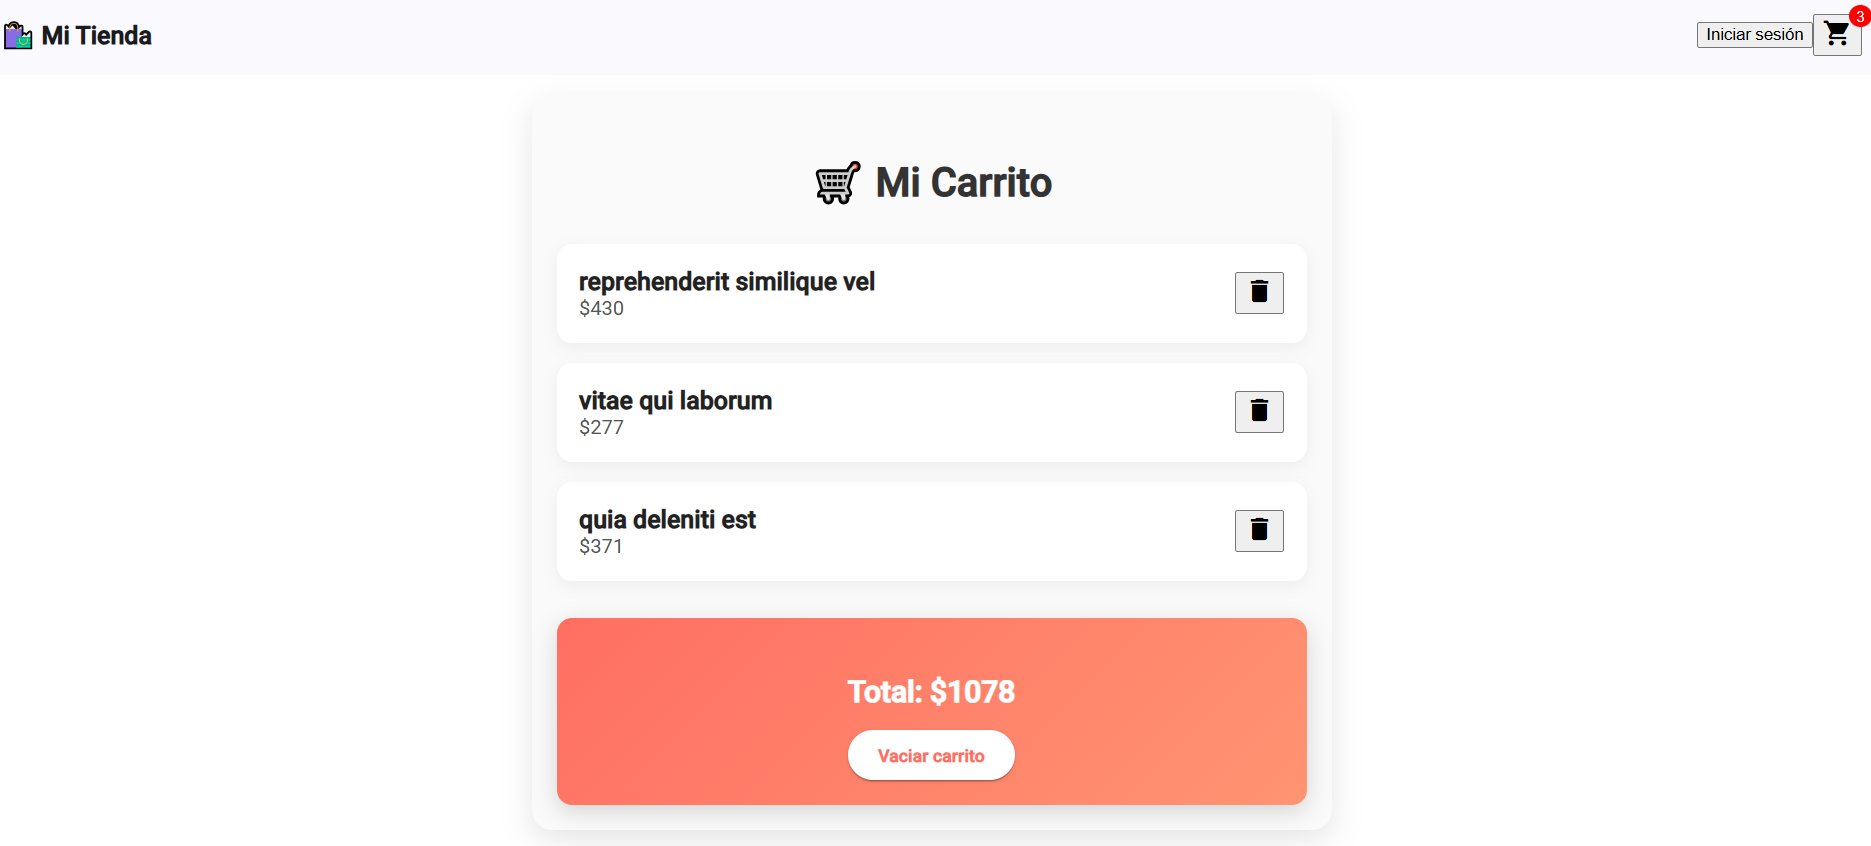 Mi Tienda
Iniciar sesión
3
Mi Carrito
reprehenderit similique vel
$430
vitae qui laborum
$277
quia deleniti est
$371
Total: $1078
Vaciar carrito